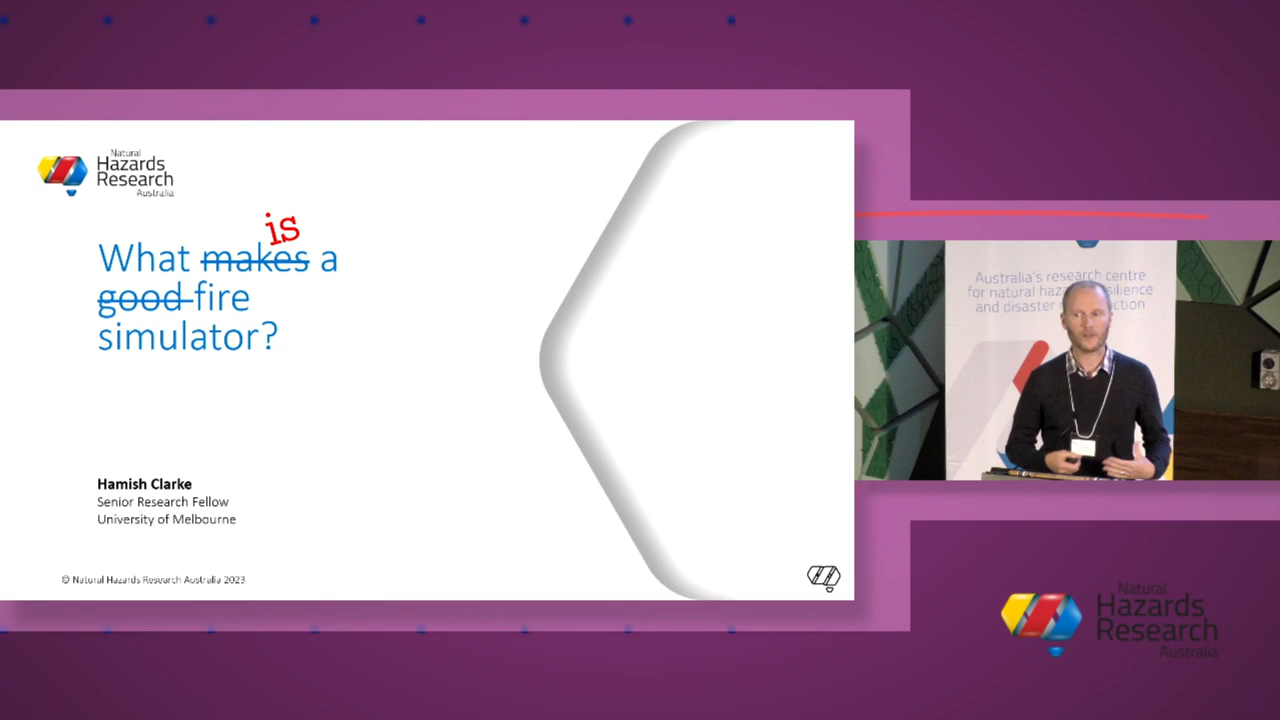 Natural
Hazards
Research
Australia
is
What makes a
good fire
simulator?
Hamish Clarke
Senior Research Fellow
University of Melbourne
© Natural Hazards Research Australia 2023
Australia's research centre
for natural hazard resilience
and disaster
Natural
Hazards
Research
Australia